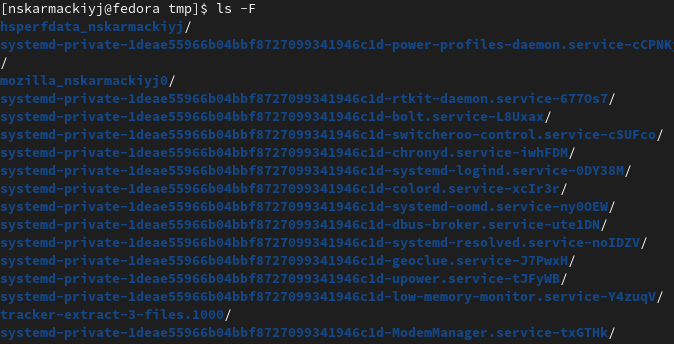 [nskarmackiyj@fedora tmp]$ ls -F
hsperfdata_nskarmackiyj/
systemd-private-1deae55966b04bbf8727099341946c1d-power-profiles-daemon.service-cCPNK
/
mozilla_nskarmackiyj0/
systemd-private-1deae55966b04bbf8727099341946c1d-rtkit-daemon.service-677Os7/
systemd-private-1deae55966b04bbf8727099341946c1d-bolt.service-L8Uxax/
systemd-private-1deae55966b04bbf8727099341946c1d-switcheroo-control.service-cSUFco/
systemd-private-1deae55966b04bbf8727099341946c1d-chronyd.service-iwhFDM/
systemd-private-1deae55966b04bbf8727099341946c1d-systemd-logind.service-0DY38M/
systemd-private-1deae55966b04bbf8727099341946c1d-colord.service-xcIr3r/
systemd-private-1deae55966b04bbf8727099341946c1d-systemd-oomd.service-ny0OEW/
systemd-private-1deae55966b04bbf8727099341946c1d-dbus-broker.service-ute1DN/
systemd-private-1deae55966b04bbf8727099341946c1d-systemd-resolved.service-noIDZV/
systemd-private-1deae55966b04bbf8727099341946c1d-geoclue.service-J7PwxH/
systemd-private-1deae55966b04bbf8727099341946c1d-upower.service-tJFyWB/
systemd-private-1deae55966b04bbf8727099341946c1d-low-memory-monitor.service-Y4zuqV/
tracker-extract-3-files.1000/
systemd-private-1deae55966b04bbf8727099341946c1d-ModemManager.service-txGTHk/